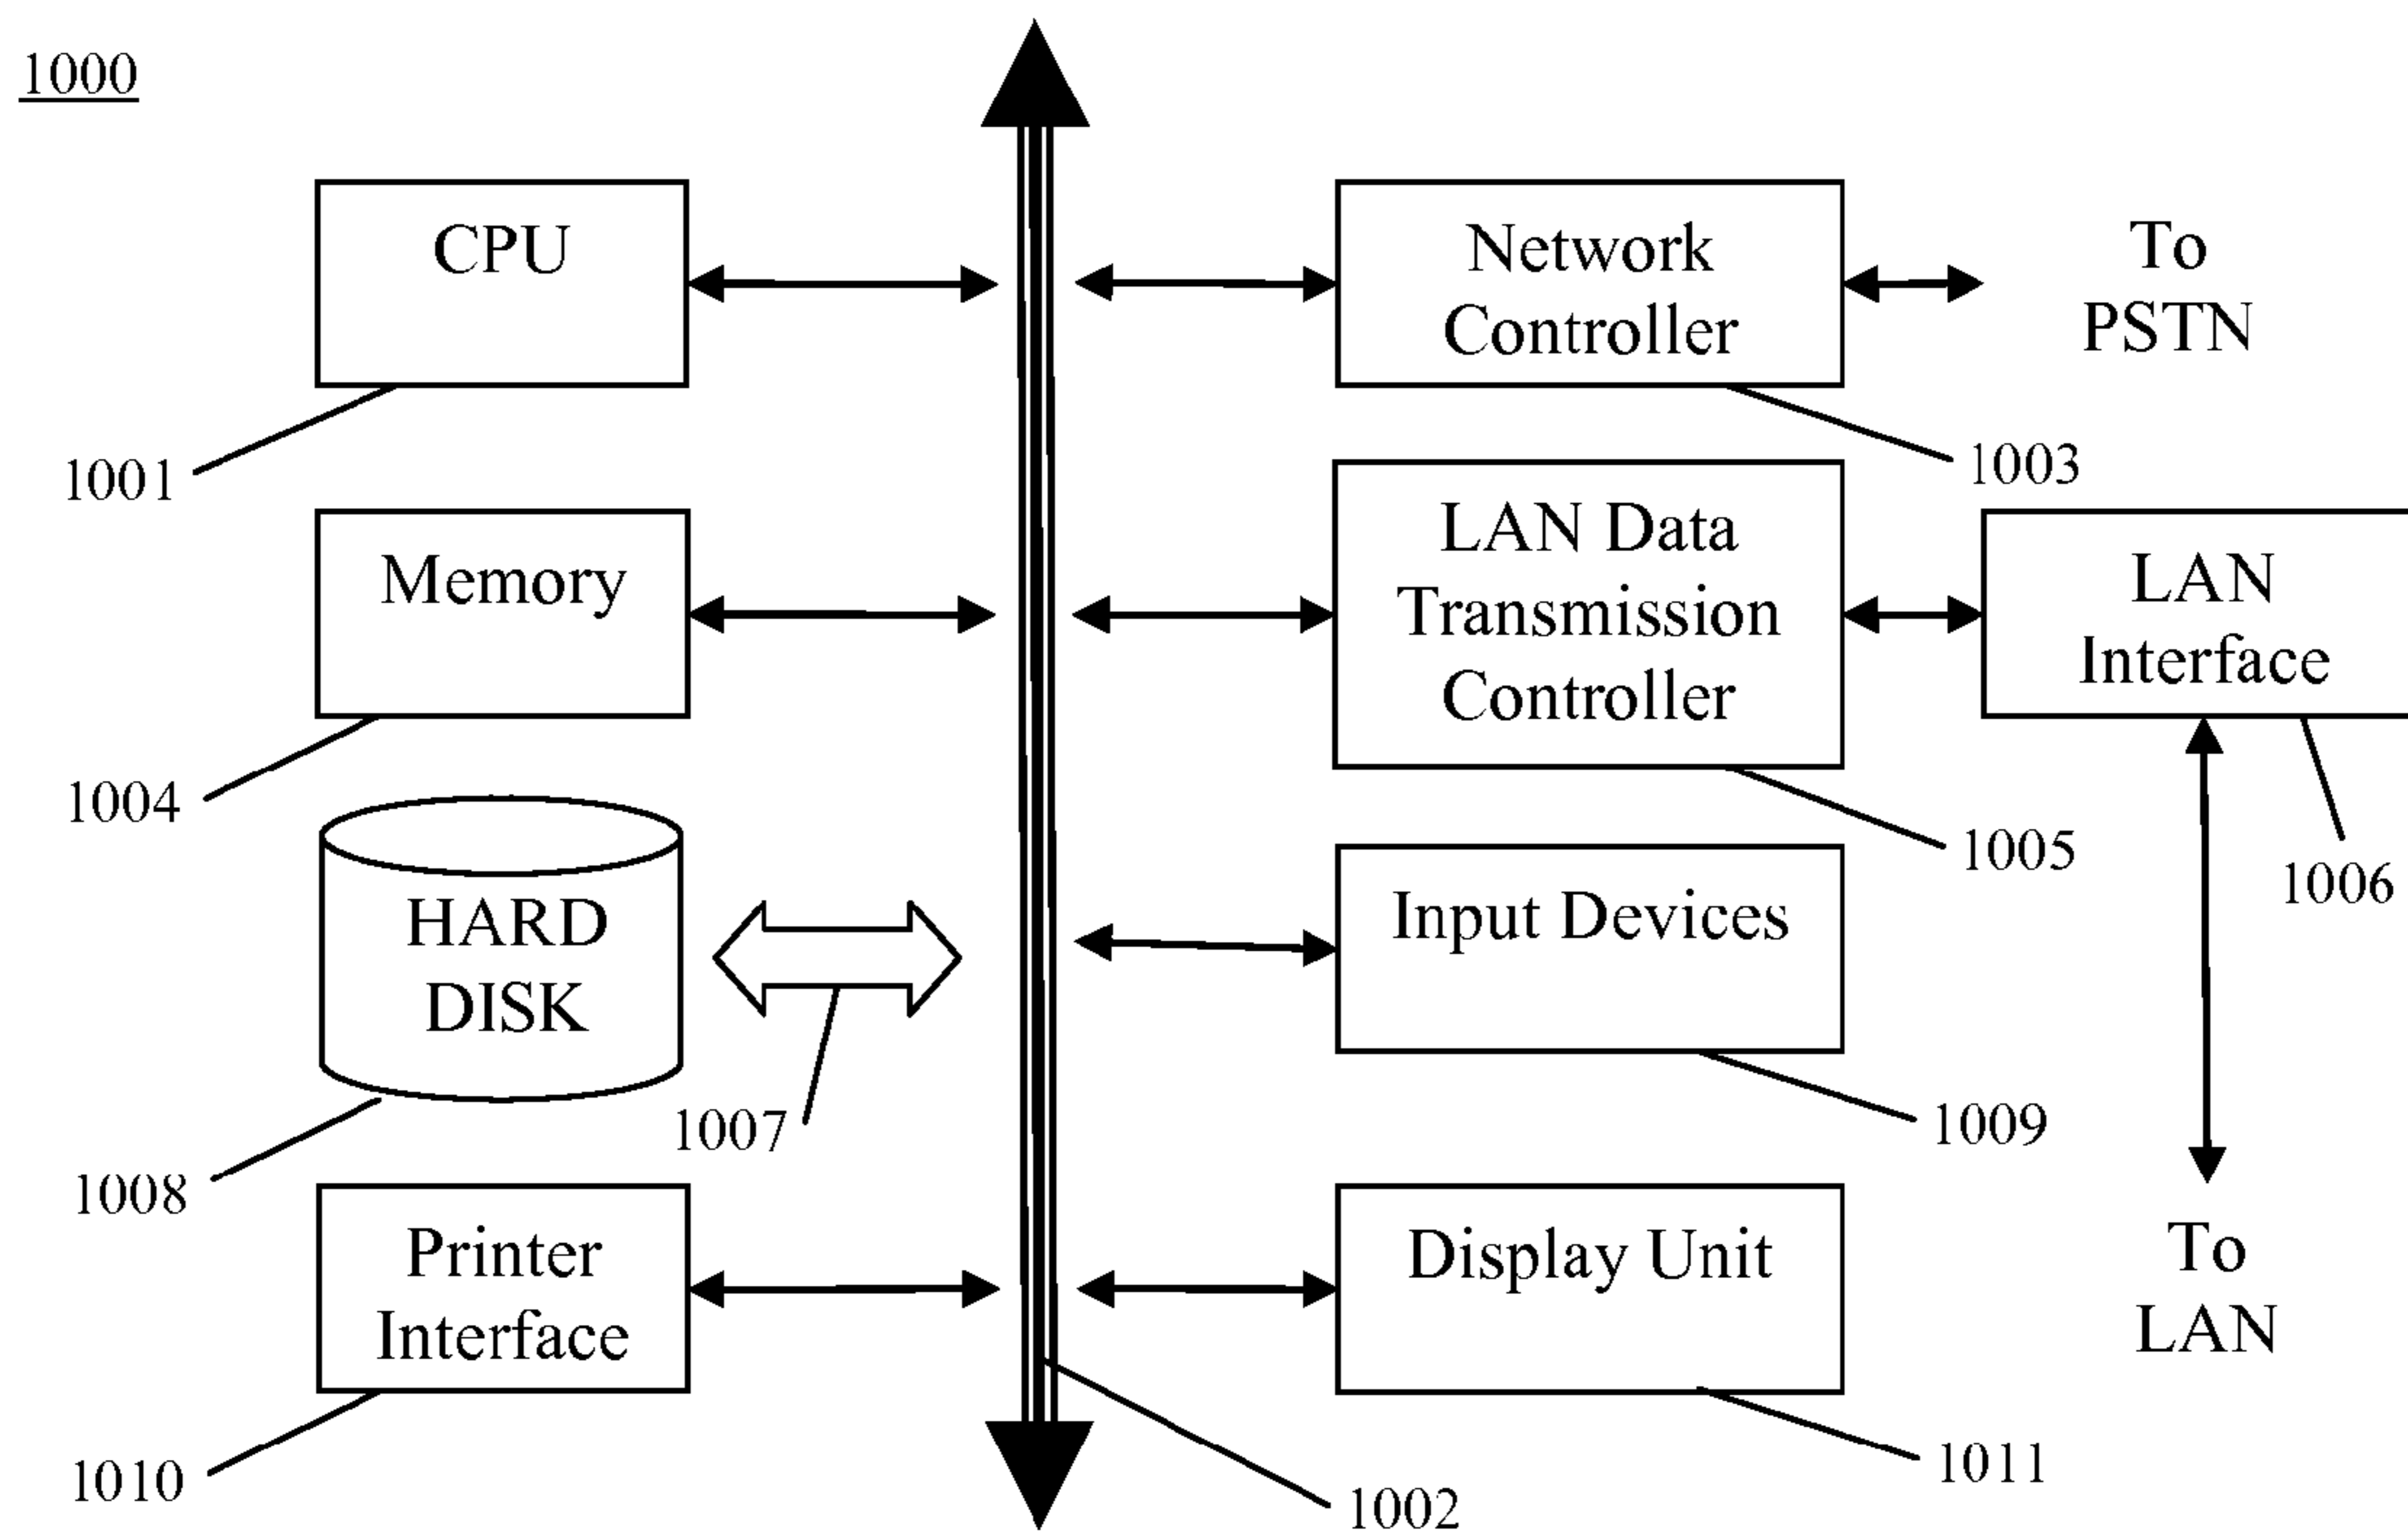 1000
CPU
Network
Controller
To
PSTN
1001
1003
Memory
LAN Data
Transmission
Controller
LAN
Interface
1004
1005
1006
HARD
DISK
1007
Input Devices
1008
1009
Printer
Interface
Display Unit
To
LAN
1010
1002
1011